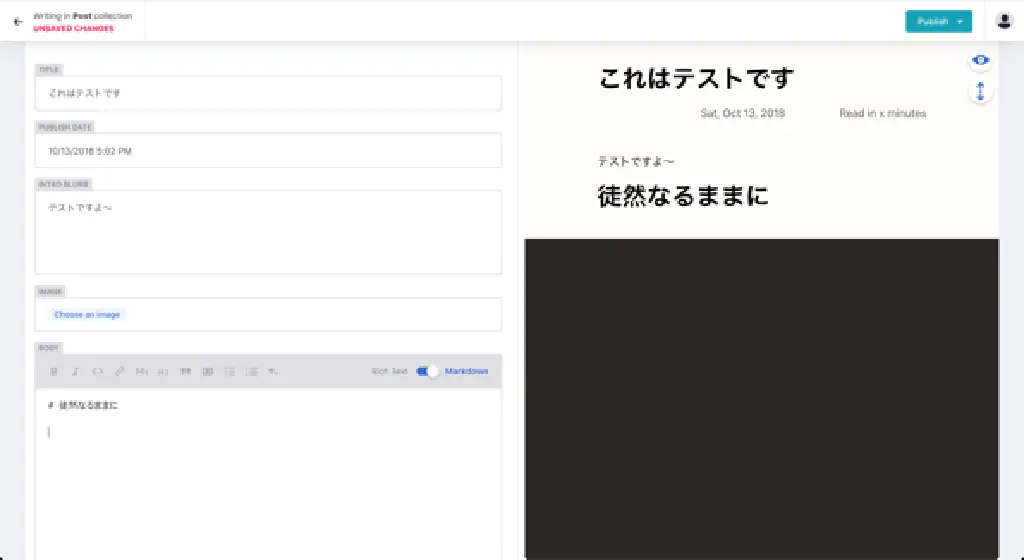 Writing in Post collection
UNSAVED CHANGES
Publish
TITLE
これはテストです
PUBLISH DATE
10/13/2018 5:02 PM
INTRO BLURB
テストですよ〜
IMAGE
Choose an image
BODY
B I <> H1 H2
Rich Text Markdown
# 徒然なるままに
これはテストです
Sat, Oct 13, 2018 Read in x minutes
テストですよ〜
徒然なるままに